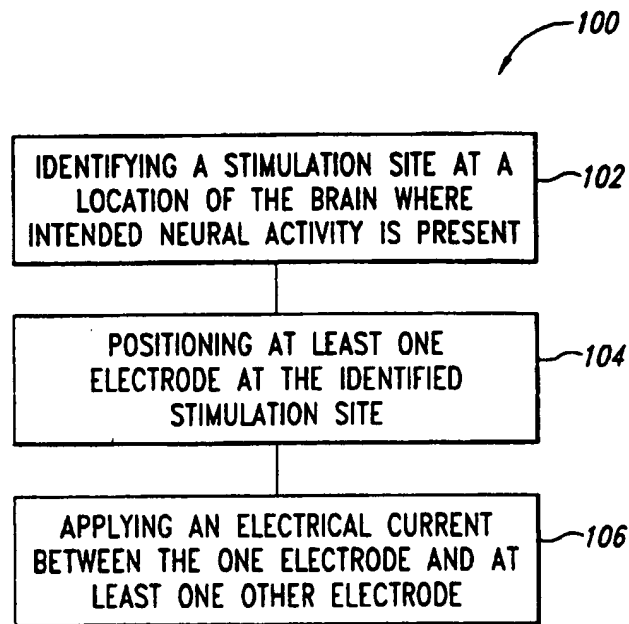 100
IDENTIFYING A STIMULATION SITE AT A
LOCATION OF THE BRAIN WHERE
INTENDED NEURAL ACTIVITY IS PRESENT
102
POSITIONING AT LEAST ONE
ELECTRODE AT THE IDENTIFIED
STIMULATION SITE
104
APPLYING AN ELECTRICAL CURRENT
BETWEEN THE ONE ELECTRODE AND AT
LEAST ONE OTHER ELECTRODE
106